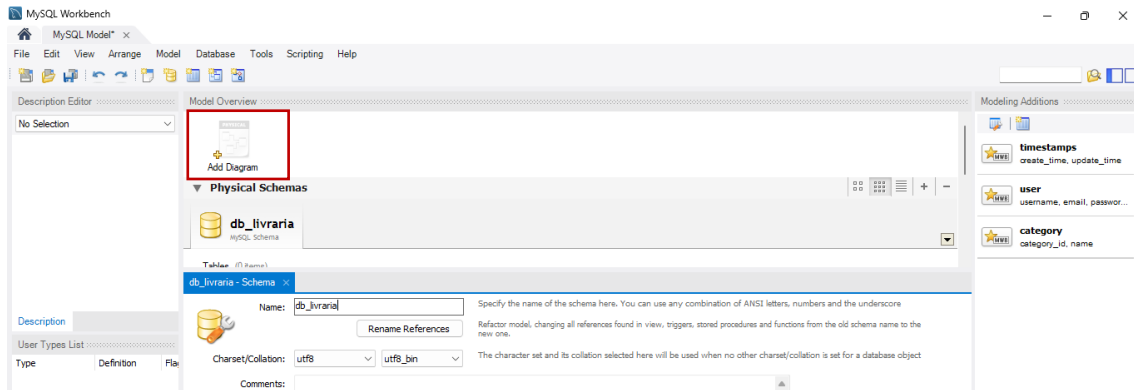 MySQL Workbench
MySQL Model* ×
File Edit View Arrange Model Database Tools Scripting Help
Description Editor
No Selection
Model Overview
Add Diagram
Physical Schemas
db_livraria
MySQL Schema
Tables (0 items)
db_livraria - Schema ×
Name: db_livraria
Specify the name of the schema here. You can use any combination of ANSI letters, numbers and the underscore
Rename References
Refactor model, changing all references found in view, triggers, stored procedures and functions from the old schema name to the
new one.
Charset/Collation: utf8 utf8_bin
The character set and its collation selected here will be used when no other charset/collation is set for a database object
Comments:
Description
User Types List
Type Definition Flag
Modeling Additions
timestamps
create_time, update_time
user
username, email, passwor...
category
category_id, name